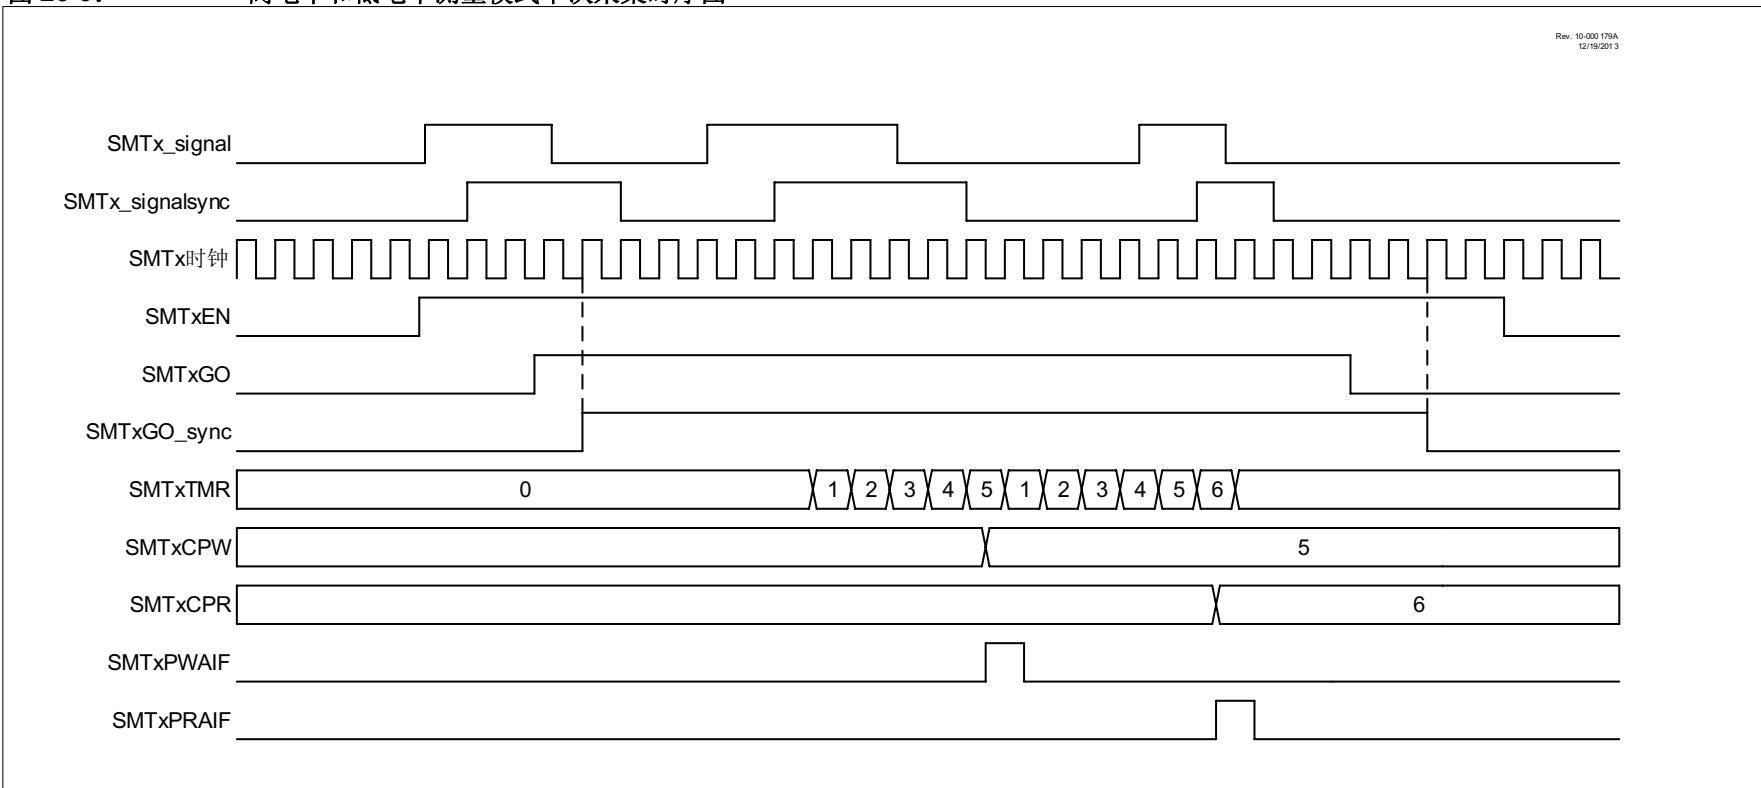 Rev. 10-000 179A
12/19/201 3
SMTx_signal
SMTx_signalsync
SMTx时钟
SMTxEN
SMTxGO
SMTxGO_sync
SMTxTMR 0 1 2 3 4 5 1 2 3 4 5 6
SMTxCPW 5
SMTxCPR 6
SMTxPWAIF
SMTxPRAIF